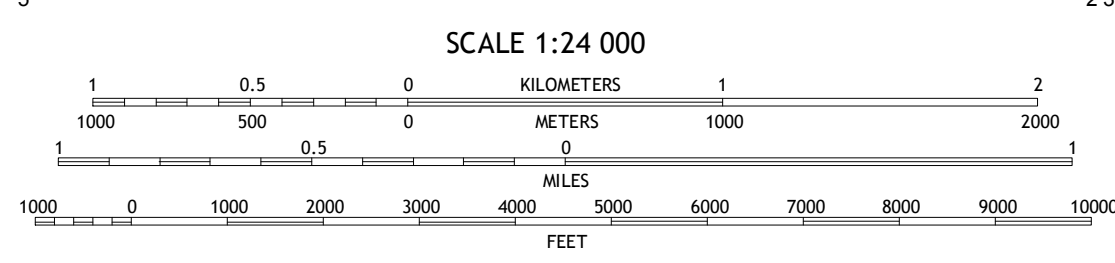 SCALE 1:24 000
1 0.5 0 KILOMETERS 1 2
1000 500 0 METERS 1000 2000
1 0.5 0 1
MILES
1000 0 1000 2000 3000 4000 5000 6000 7000 8000 9000 10000
FEET